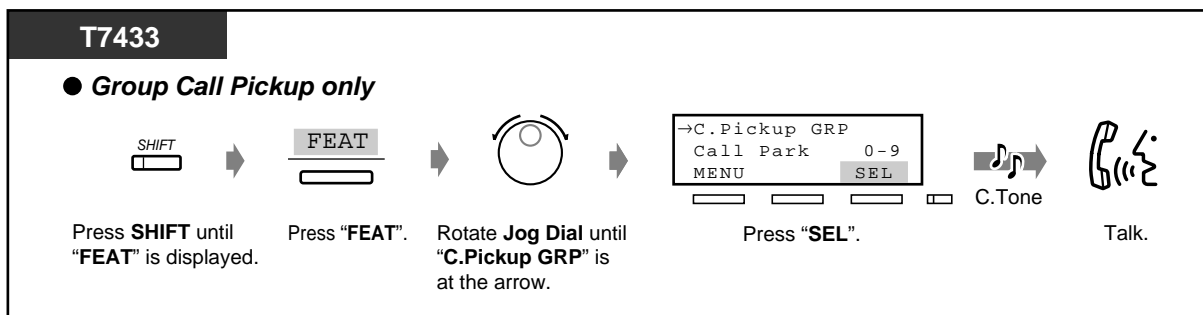 T7433
● Group Call Pickup only
SHIFT
FEAT
→C.Pickup GRP
Call Park 0-9
MENU SEL
C.Tone
Press SHIFT until
“FEAT” is displayed.
Press “FEAT”.
Rotate Jog Dial until
“C.Pickup GRP” is
at the arrow.
Press “SEL”.
Talk.